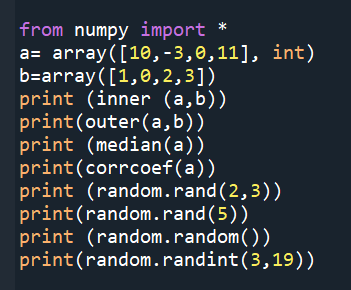 from numpy import *
a= array([10,-3,0,11], int)
b=array([1,0,2,3])
print (inner (a,b))
print(outer(a,b))
print (median(a))
print(corrcoef(a))
print (random.rand(2,3))
print(random.rand(5))
print (random.random())
print(random.randint(3,19))